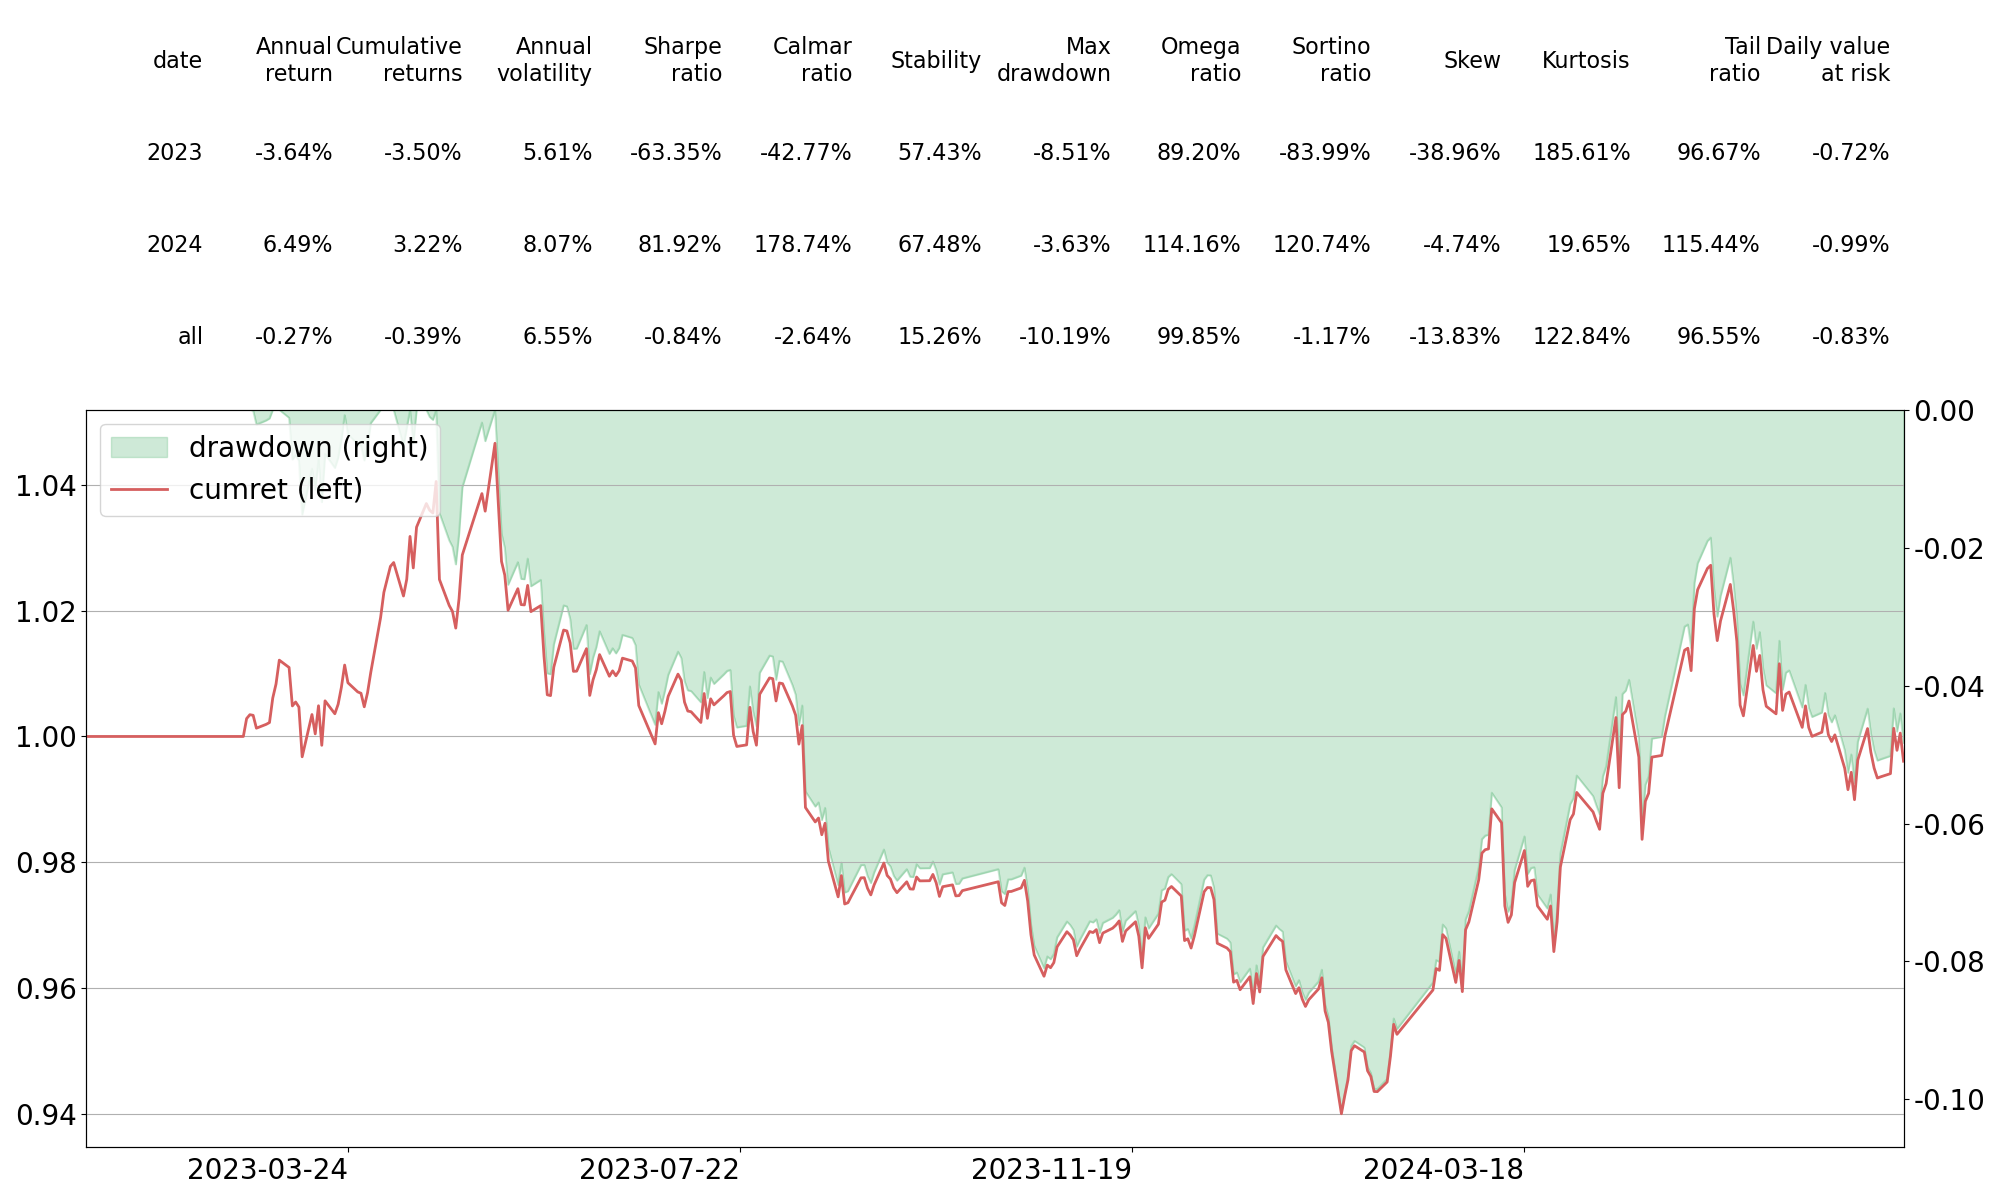 date Annual return Cumulative returns Annual volatility Sharpe ratio Calmar ratio Stability Max drawdown Omega ratio Sortino ratio Skew Kurtosis Tail ratio Daily value at risk
2023 -3.64% -3.50% 5.61% -63.35% -42.77% 57.43% -8.51% 89.20% -83.99% -38.96% 185.61% 96.67% -0.72%
2024 6.49% 3.22% 8.07% 81.92% 178.74% 67.48% -3.63% 114.16% 120.74% -4.74% 19.65% 115.44% -0.99%
all -0.27% -0.39% 6.55% -0.84% -2.64% 15.26% -10.19% 99.85% -1.17% -13.83% 122.84% 96.55% -0.83%
drawdown (right)
cumret (left)
1.04
1.02
1.00
0.98
0.96
0.94
0.00
-0.02
-0.04
-0.06
-0.08
-0.10
2023-03-24 2023-07-22 2023-11-19 2024-03-18